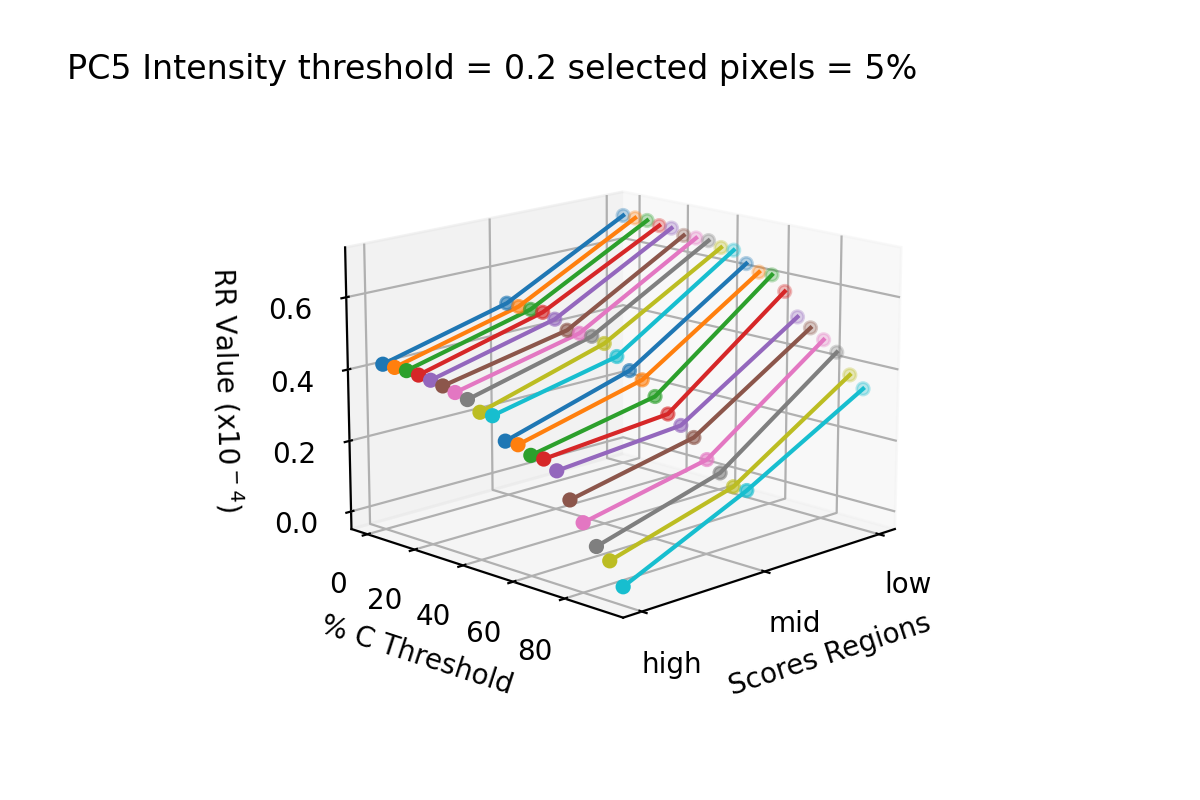 PC5 Intensity threshold = 0.2 selected pixels = 5%
RR Value (x10⁻⁴)
0.6
0.4
0.2
0.0
0
20
40
60
80
% C Threshold
high
mid
low
Scores Regions